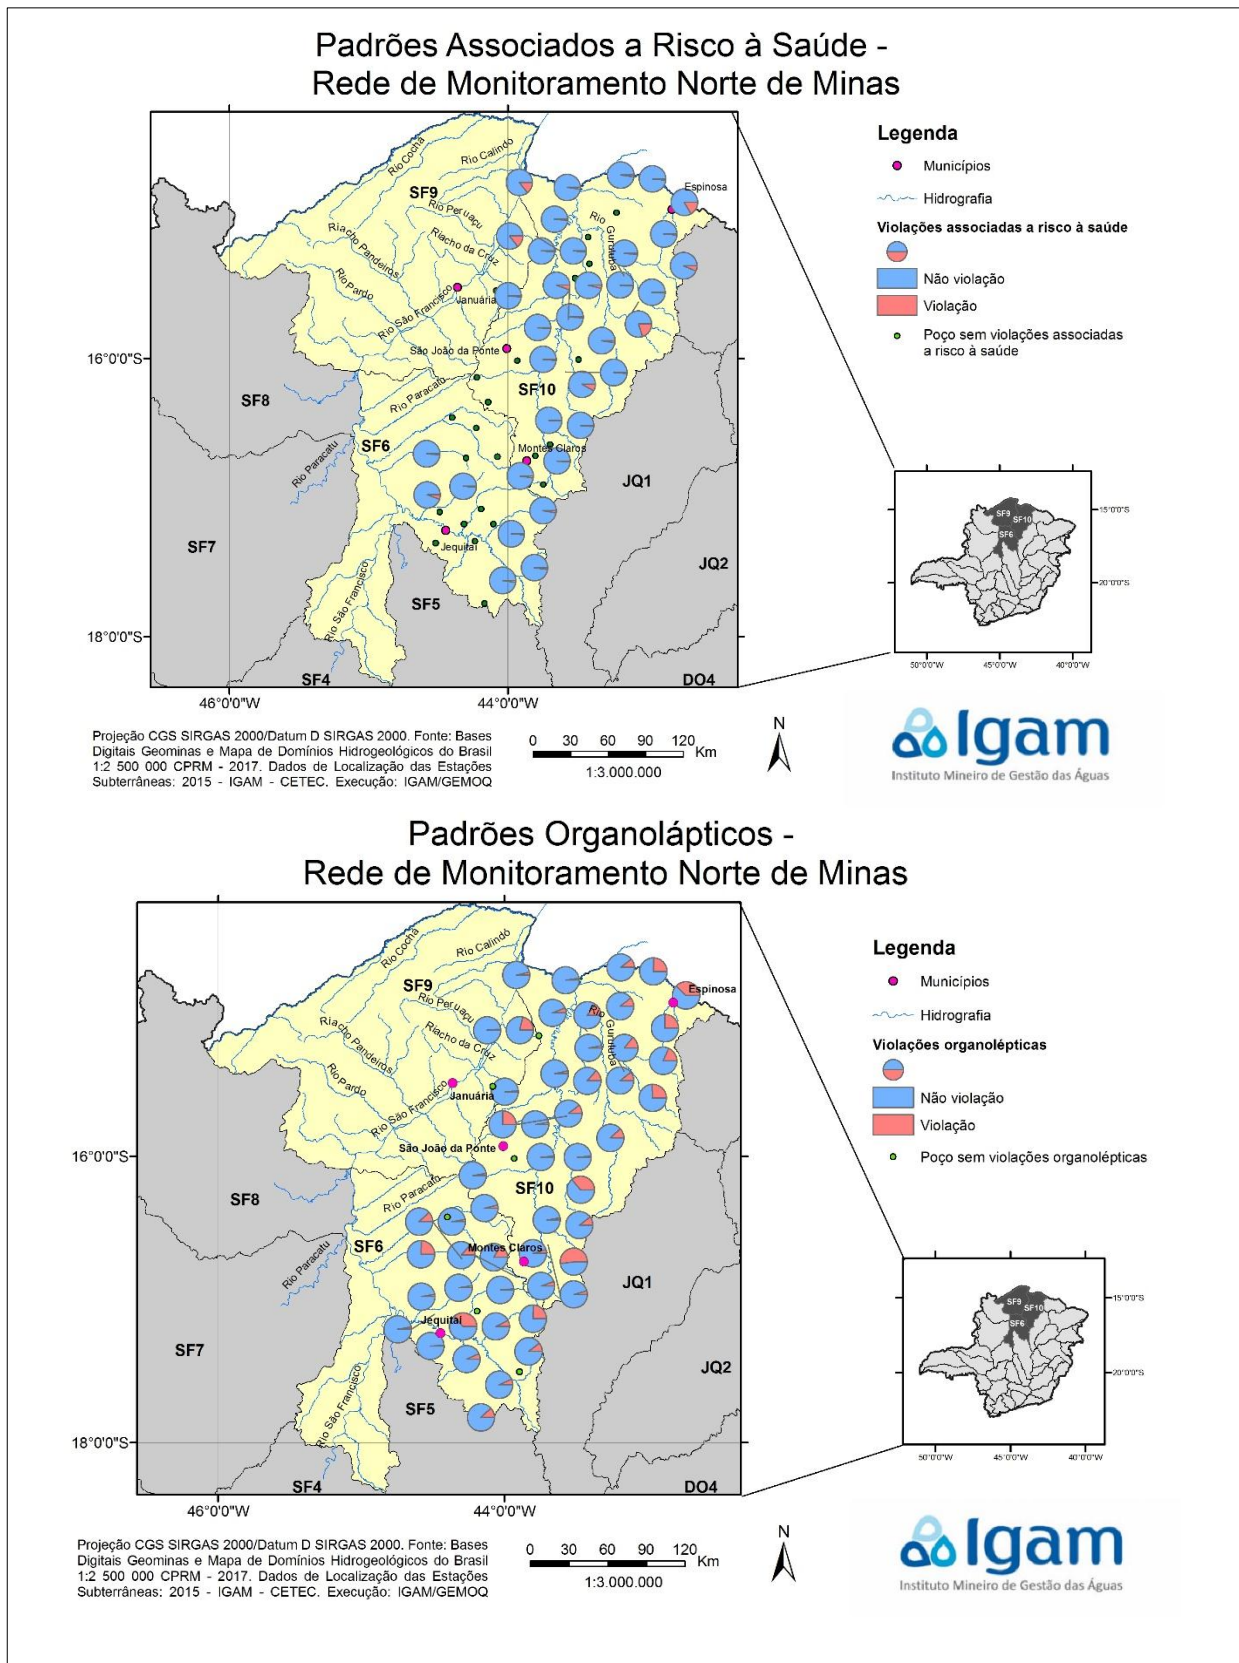 Padrões Associados a Risco à Saúde -
Rede de Monitoramento Norte de Minas
Legenda
Municípios
Hidrografia
Violações associadas a risco à saúde
Não violação
Violação
Poço sem violações associadas
a risco à saúde
Rio Cochá
Rio Calindó
SF9
Rio Peruaçu
Riacho da Cruz
Riacho Pandeiros
Rio Pardo
Rio São Francisco
Januária
Espinosa
Rio Gurutuba
16°0'0"S
São João da Ponte
SF8
SF10
Rio Paracatu
SF6
Rio Paracatu
Montes Claros
JQ1
SF7
Jequitaí
JQ2
Rio São Francisco
SF5
18°0'0"S
SF4
DO4
46°0'0"W
44°0'0"W
SF9
SF10
SF6
15°0'0"S
20°0'0"S
50°0'0"W
45°0'0"W
40°0'0"W
Projeção CGS SIRGAS 2000/Datum D SIRGAS 2000. Fonte: Bases
Digitais Geominas e Mapa de Domínios Hidrogeológicos do Brasil
1:2 500 000 CPRM - 2017. Dados de Localização das Estações
Subterrâneas: 2015 - IGAM - CETEC. Execução: IGAM/GEMOQ
0 30 60 90 120
Km
1:3.000.000
N
Igam
Instituto Mineiro de Gestão das Águas
Padrões Organolápticos -
Rede de Monitoramento Norte de Minas
Legenda
Municípios
Hidrografia
Violações organolépticas
Não violação
Violação
Poço sem violações organolépticas
Rio Cochá
Rio Calindó
SF9
Rio Peruaçu
Riacho da Cruz
Riacho Pandeiros
Rio Pardo
Rio São Francisco
Januária
Espinosa
Rio Gurutuba
16°0'0"S
São João da Ponte
SF8
SF10
Rio Paracatu
SF6
Rio Paracatu
Montes Claros
JQ1
SF7
Jequitaí
JQ2
Rio São Francisco
SF5
18°0'0"S
SF4
DO4
46°0'0"W
44°0'0"W
SF9
SF10
SF6
15°0'0"S
20°0'0"S
50°0'0"W
45°0'0"W
40°0'0"W
Projeção CGS SIRGAS 2000/Datum D SIRGAS 2000. Fonte: Bases
Digitais Geominas e Mapa de Domínios Hidrogeológicos do Brasil
1:2 500 000 CPRM - 2017. Dados de Localização das Estações
Subterrâneas: 2015 - IGAM - CETEC. Execução: IGAM/GEMOQ
0 30 60 90 120
Km
1:3.000.000
N
Igam
Instituto Mineiro de Gestão das Águas